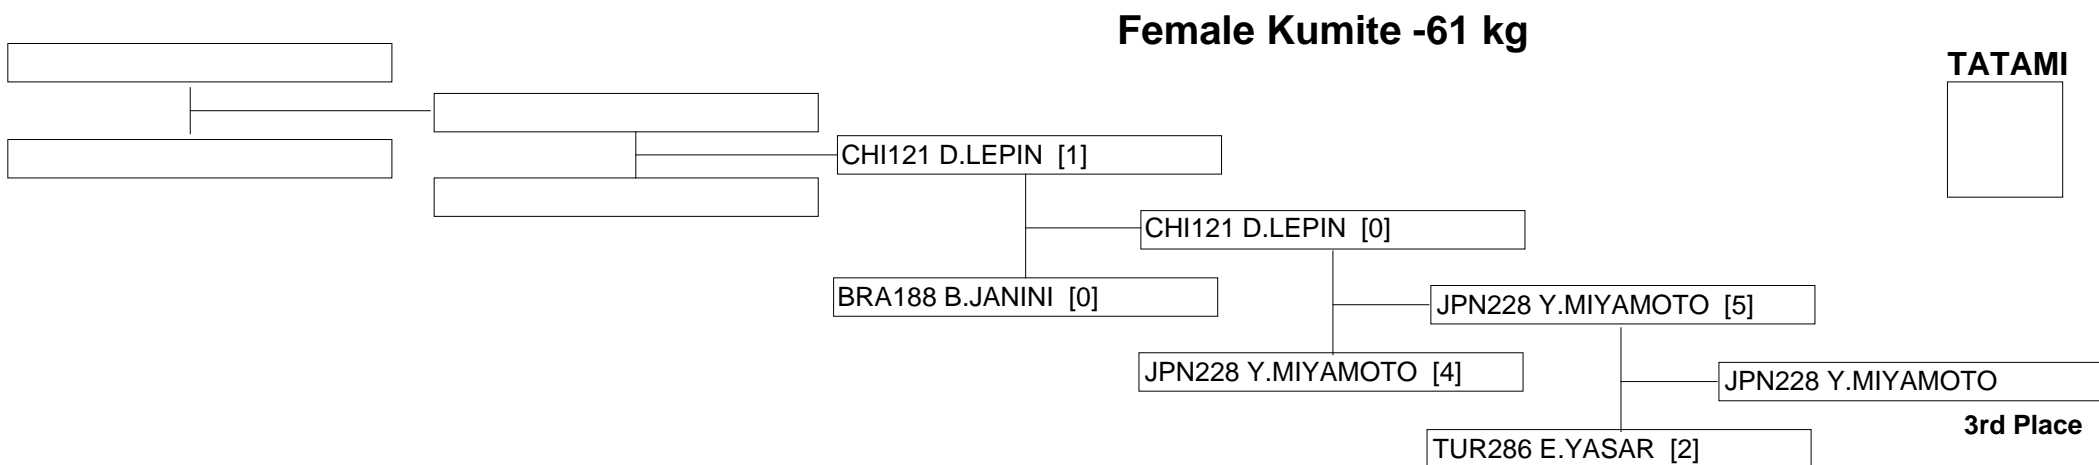 Female Kumite -61 kg
TATAMI
CHI121 D.LEPIN [1]
CHI121 D.LEPIN [0]
BRA188 B.JANINI [0]
JPN228 Y.MIYAMOTO [5]
JPN228 Y.MIYAMOTO [4]
JPN228 Y.MIYAMOTO
3rd Place
TUR286 E.YASAR [2]